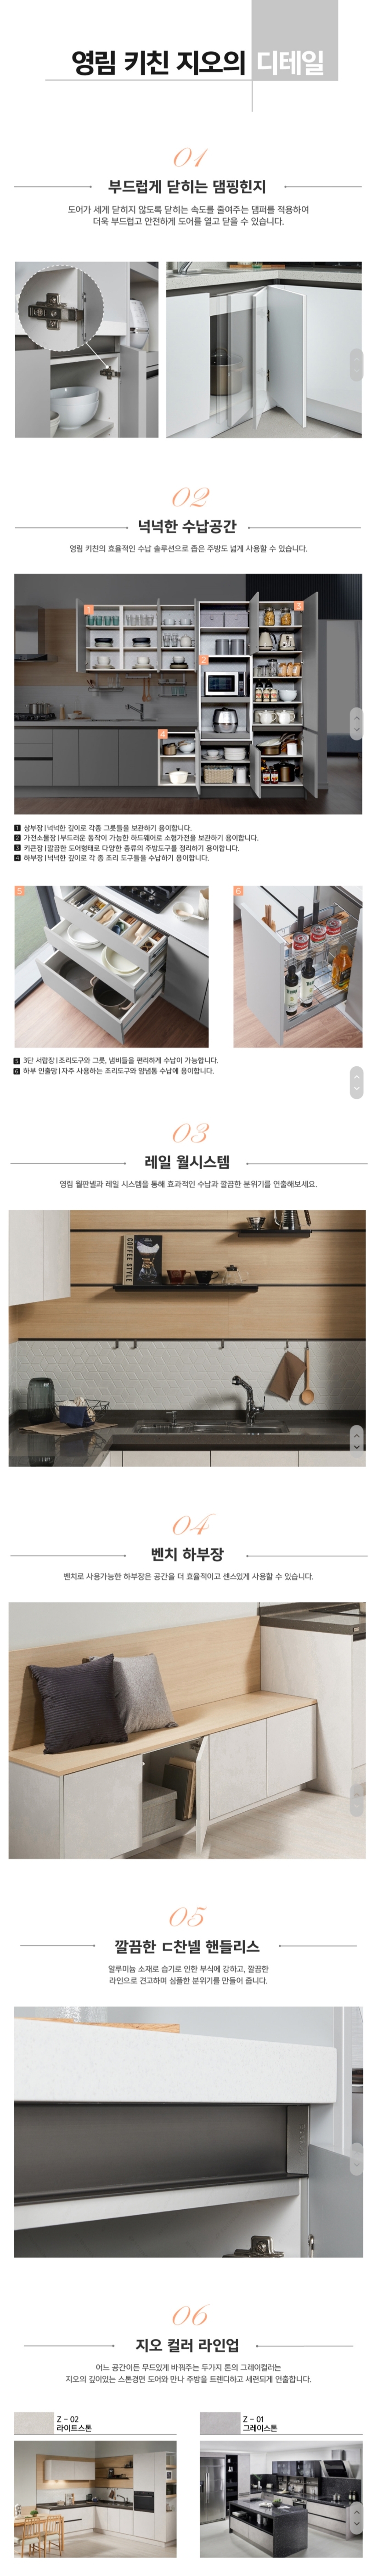 영림 키친 지오의 디테일
01
부드럽게 닫히는 댐핑힌지
도어가 세게 닫히지 않도록 닫히는 속도를 줄여주는 댐퍼를 적용하여
더욱 부드럽고 안전하게 도어를 열고 닫을 수 있습니다.
02
넉넉한 수납공간
영림 키친의 효율적인 수납 솔루션으로 좁은 주방도 넓게 사용할 수 있습니다.
1
3
2
4
1 상부장 | 넉넉한 깊이로 각종 그릇들을 보관하기 용이합니다.
2 가전소물장 | 부드러운 동작이 가능한 하드웨어로 소형가전을 보관하기 용이합니다.
3 키큰장 | 깔끔한 도어형태로 다양한 종류의 주방도구를 정리하기 용이합니다.
4 하부장 | 넉넉한 깊이로 각 종 조리 도구들을 수납하기 용이합니다.
5
6
5 3단 서랍장 | 조리도구와 그릇, 냄비들을 편리하게 수납이 가능합니다.
6 하부 인출망 | 자주 사용하는 조리도구와 양념통 수납에 용이합니다.
03
레일 월시스템
영림 월판넬과 레일 시스템을 통해 효과적인 수납과 깔끔한 분위기를 연출해보세요.
COFFEE STYLE
04
벤치 하부장
벤치로 사용가능한 하부장은 공간을 더 효율적이고 센스있게 사용할 수 있습니다.
05
깔끔한 ㄷ찬넬 핸들리스
알루미늄 소재로 습기로 인한 부식에 강하고, 깔끔한
라인으로 견고하며 심플한 분위기를 만들어 줍니다.
06
지오 컬러 라인업
어느 공간이든 무드있게 바꿔주는 두가지 톤의 그레이컬러는
지오의 깊이있는 스톤경면 도어와 만나 주방을 트렌디하고 세련되게 연출합니다.
Z - 02
라이트스톤
Z - 01
그레이스톤